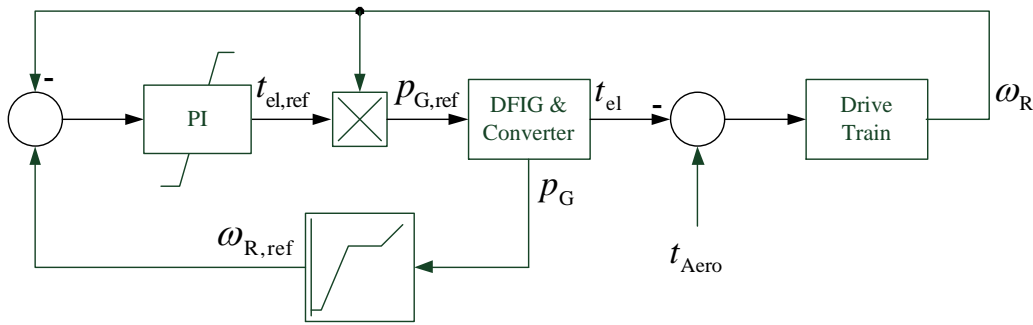 -
PI
t_el,ref
p_G,ref
DFIG &
Converter
t_el
-
Drive
Train
ω_R
p_G
ω_R,ref
t_Aero